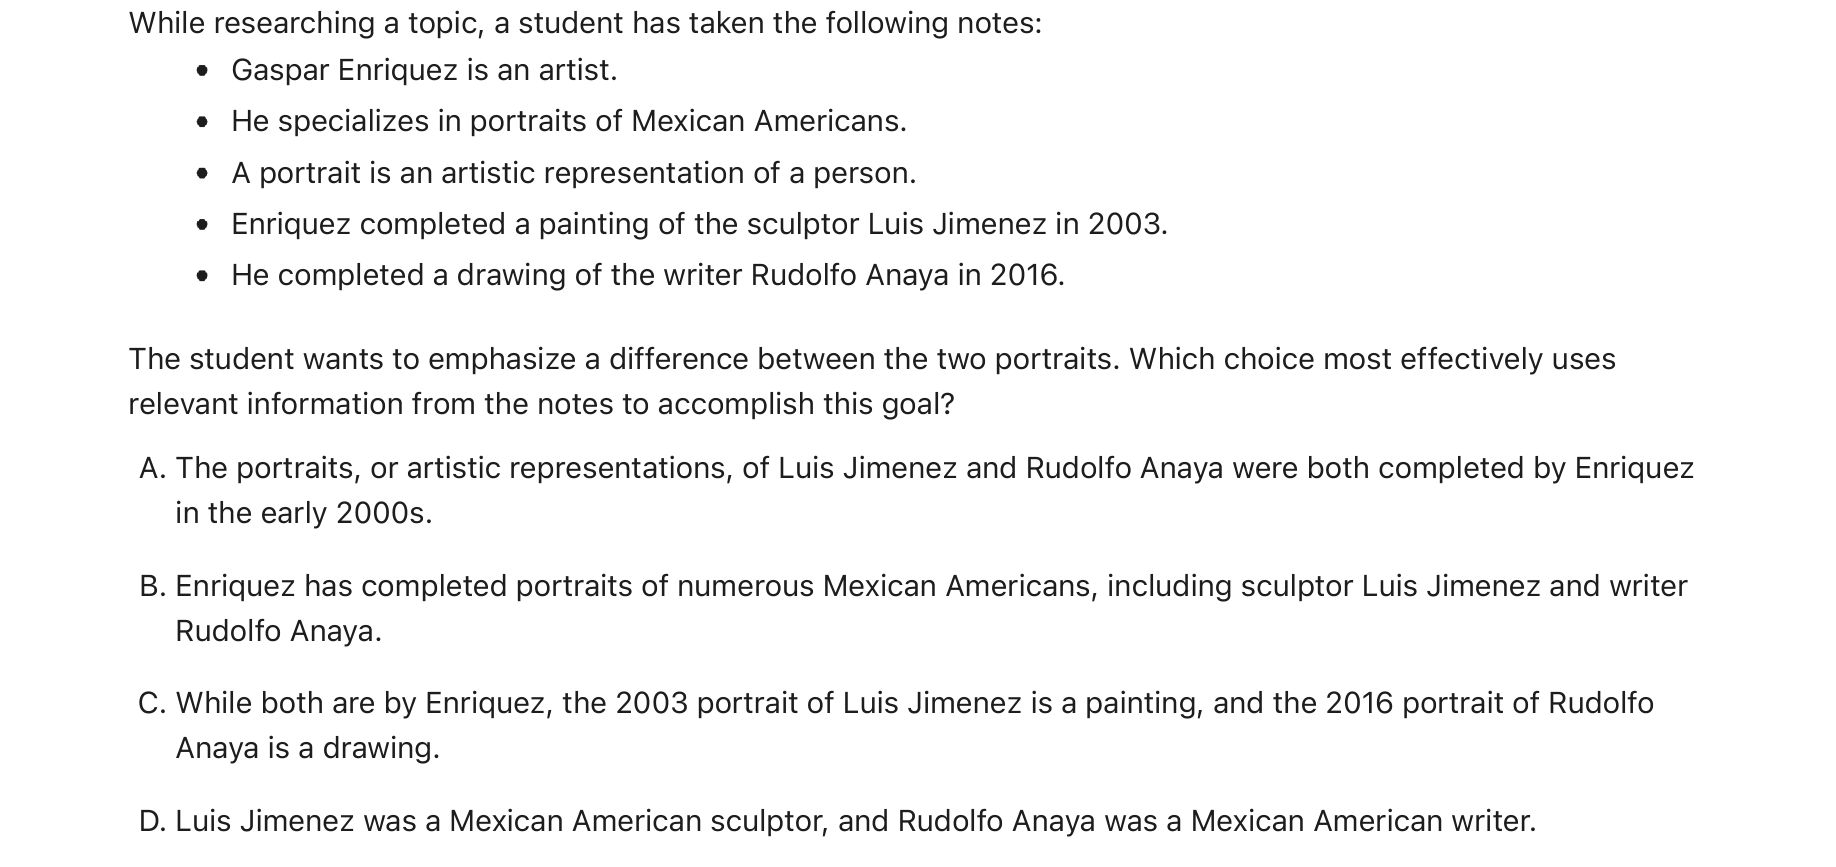 While researching a topic, a student has taken the following notes:
• Gaspar Enriquez is an artist.
• He specializes in portraits of Mexican Americans.
• A portrait is an artistic representation of a person.
• Enriquez completed a painting of the sculptor Luis Jimenez in 2003.
• He completed a drawing of the writer Rudolfo Anaya in 2016.
The student wants to emphasize a difference between the two portraits. Which choice most effectively uses
relevant information from the notes to accomplish this goal?
A. The portraits, or artistic representations, of Luis Jimenez and Rudolfo Anaya were both completed by Enriquez
in the early 2000s.
B. Enriquez has completed portraits of numerous Mexican Americans, including sculptor Luis Jimenez and writer
Rudolfo Anaya.
C. While both are by Enriquez, the 2003 portrait of Luis Jimenez is a painting, and the 2016 portrait of Rudolfo
Anaya is a drawing.
D. Luis Jimenez was a Mexican American sculptor, and Rudolfo Anaya was a Mexican American writer.